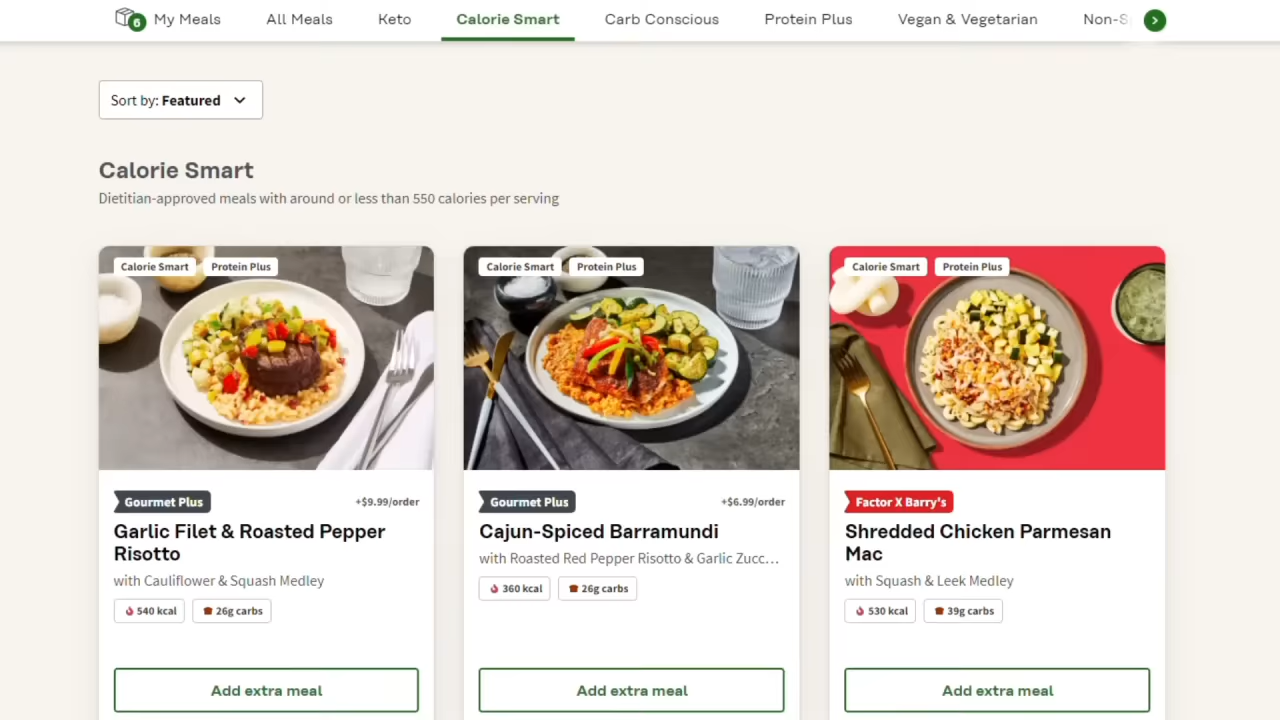 6 My Meals
All Meals
Keto
Calorie Smart
Carb Conscious
Protein Plus
Vegan & Vegetarian
Non-S
Sort by: Featured
Calorie Smart
Dietitian-approved meals with around or less than 550 calories per serving
Calorie Smart
Protein Plus
Gourmet Plus
+$9.99/order
Garlic Filet & Roasted Pepper
Risotto
with Cauliflower & Squash Medley
540 kcal
26g carbs
Add extra meal
Calorie Smart
Protein Plus
Gourmet Plus
+$6.99/order
Cajun-Spiced Barramundi
with Roasted Red Pepper Risotto & Garlic Zucc...
360 kcal
26g carbs
Add extra meal
Calorie Smart
Protein Plus
Factor X Barry's
Shredded Chicken Parmesan
Mac
with Squash & Leek Medley
530 kcal
39g carbs
Add extra meal